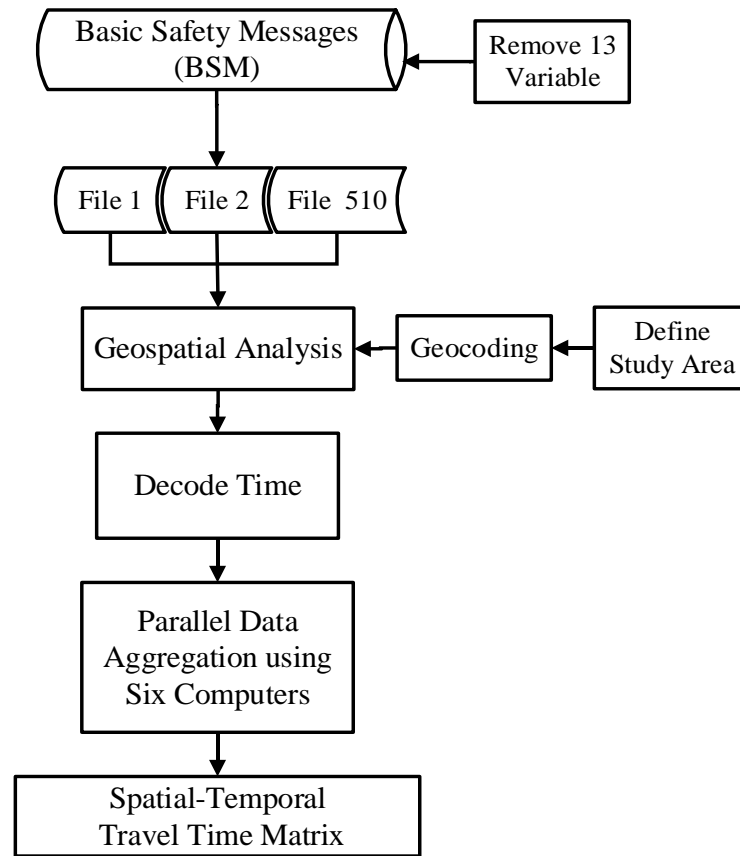 Basic Safety Messages
(BSM)
Remove 13
Variable
File 1
File 2
File 510
Geospatial Analysis
Geocoding
Define
Study Area
Decode Time
Parallel Data
Aggregation using
Six Computers
Spatial-Temporal
Travel Time Matrix